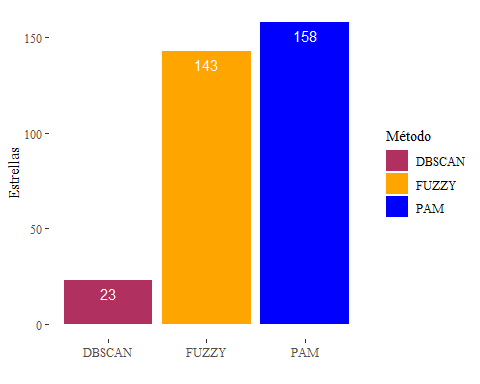 Estrellas
150
100
50
0
23
143
158
DBSCAN
FUZZY
PAM
Método
DBSCAN
FUZZY
PAM